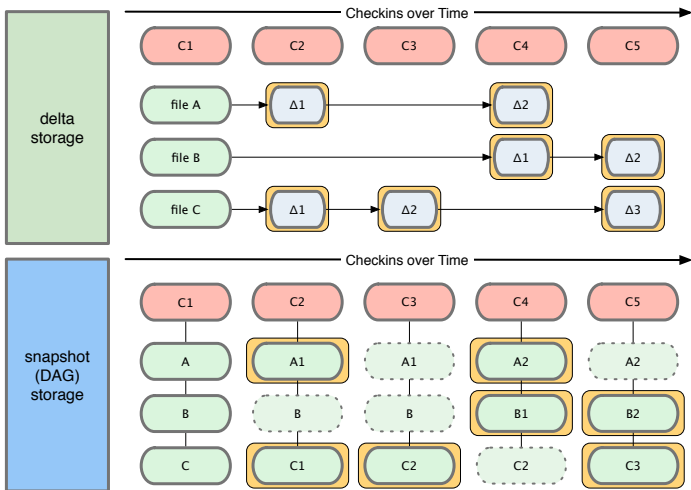 Checkins over Time
C1 C2 C3 C4 C5
delta
storage
file A Δ1 Δ2
file B Δ1 Δ2
file C Δ1 Δ2 Δ3
Checkins over Time
C1 C2 C3 C4 C5
snapshot
(DAG)
storage
A A1 A1 A2 A2
B B B B1 B2
C C1 C2 C2 C3